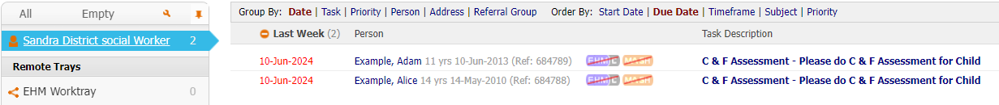 All Empty
Sandra District social Worker 2
Remote Trays
EHM Worktray 0
Group By: Date | Task | Priority | Person | Address | Referral Group Order By: Start Date | Due Date | Timeframe | Subject | Priority
Last Week (2) Person Task Description
10-Jun-2024 Example, Adam 11 yrs 10-Jun-2013 (Ref: 684789) EHM C MASH C & F Assessment - Please do C & F Assessment for Child
10-Jun-2024 Example, Alice 14 yrs 14-May-2010 (Ref: 684788) EHM C MASH C & F Assessment - Please do C & F Assessment for Child